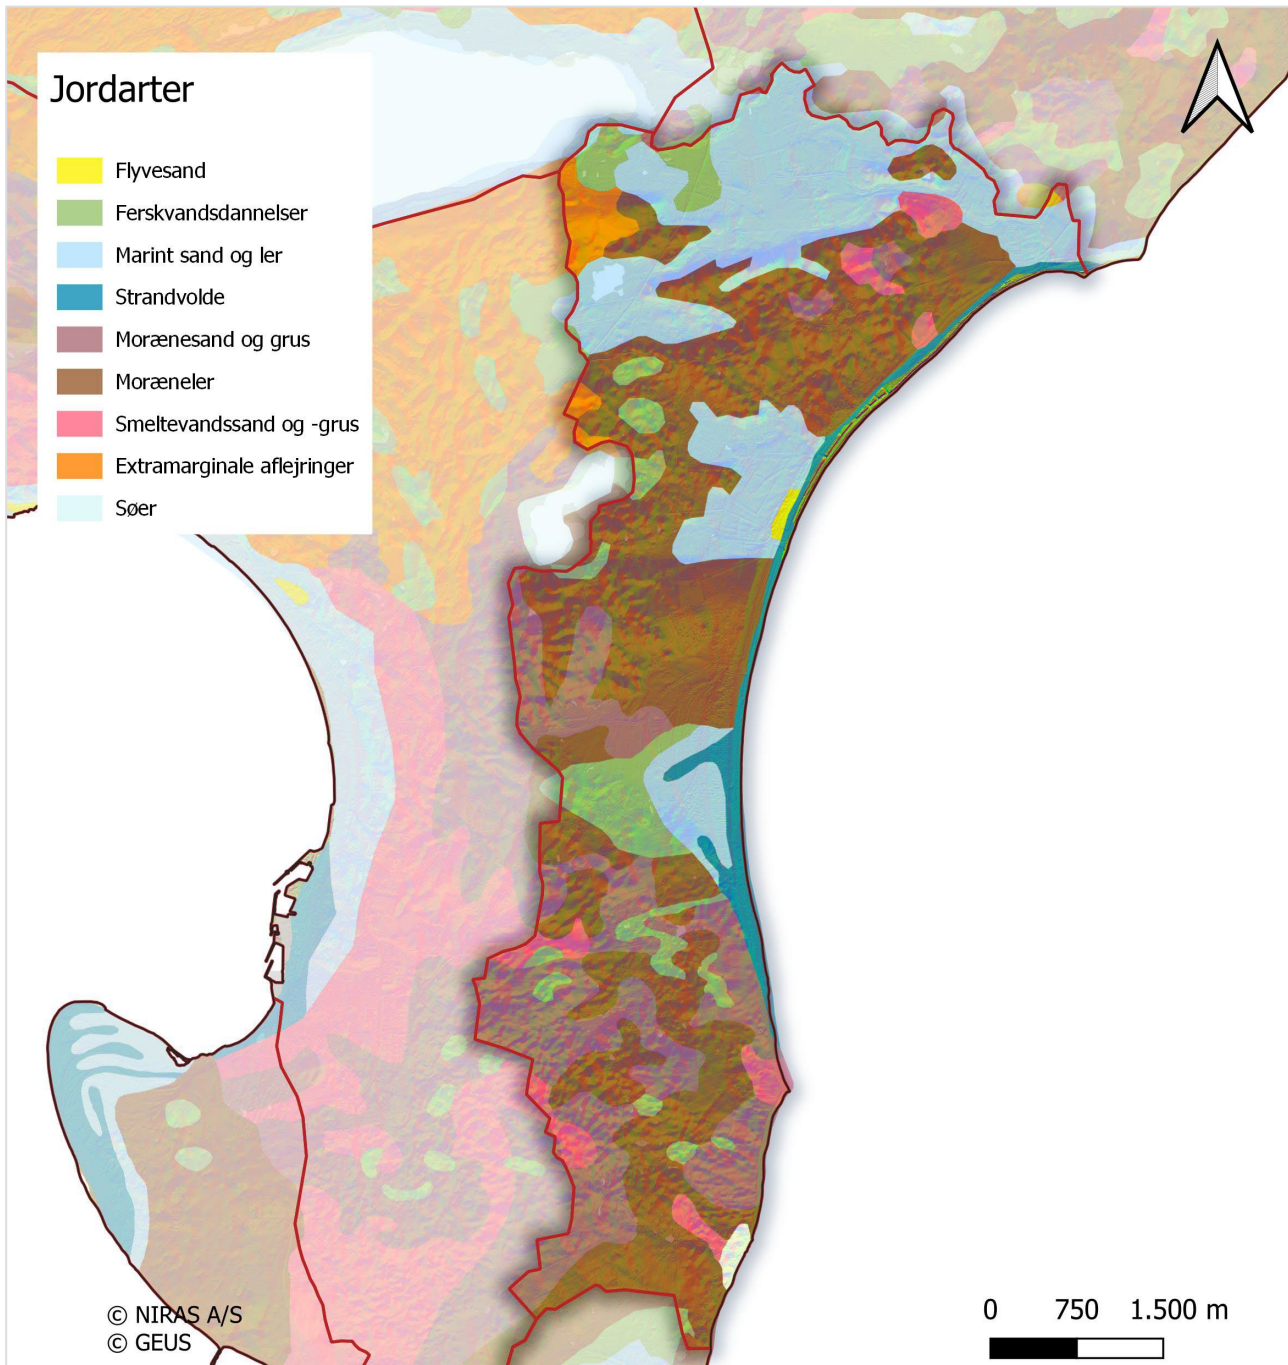 Jordarter
Flyvesand
Ferskvandsdannelser
Marint sand og ler
Strandvolde
Morænesand og grus
Moræneler
Smeltevandssand og -grus
Extramarginale aflejringer
Søer
© NIRAS A/S
© GEUS
0 750 1.500 m